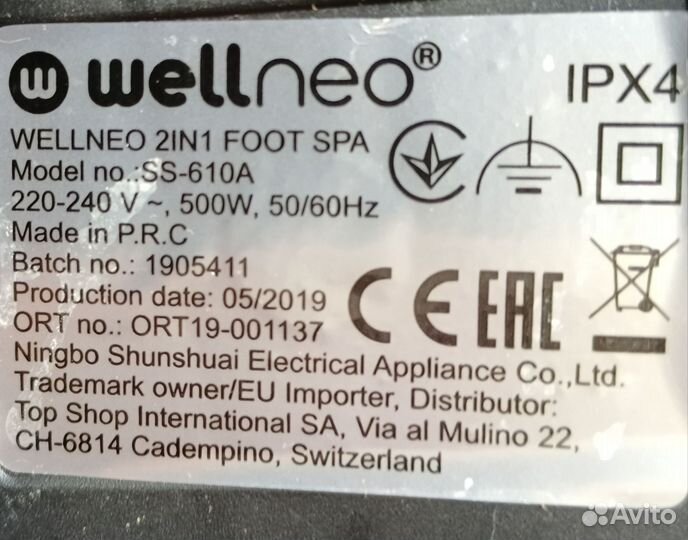 wellneo® IPX4
WELLNEO 2IN1 FOOT SPA
Model no.:SS-610A
220-240 V ~, 500W, 50/60Hz
Made in P.R.C
Batch no.: 1905411
Production date: 05/2019
ORT no.: ORT19-001137
CE EAC
Ningbo Shunshuai Electrical Appliance Co.,Ltd.
Trademark owner/EU Importer, Distributor:
Top Shop International SA, Via al Mulino 22,
CH-6814 Cadempino, Switzerland
Avito